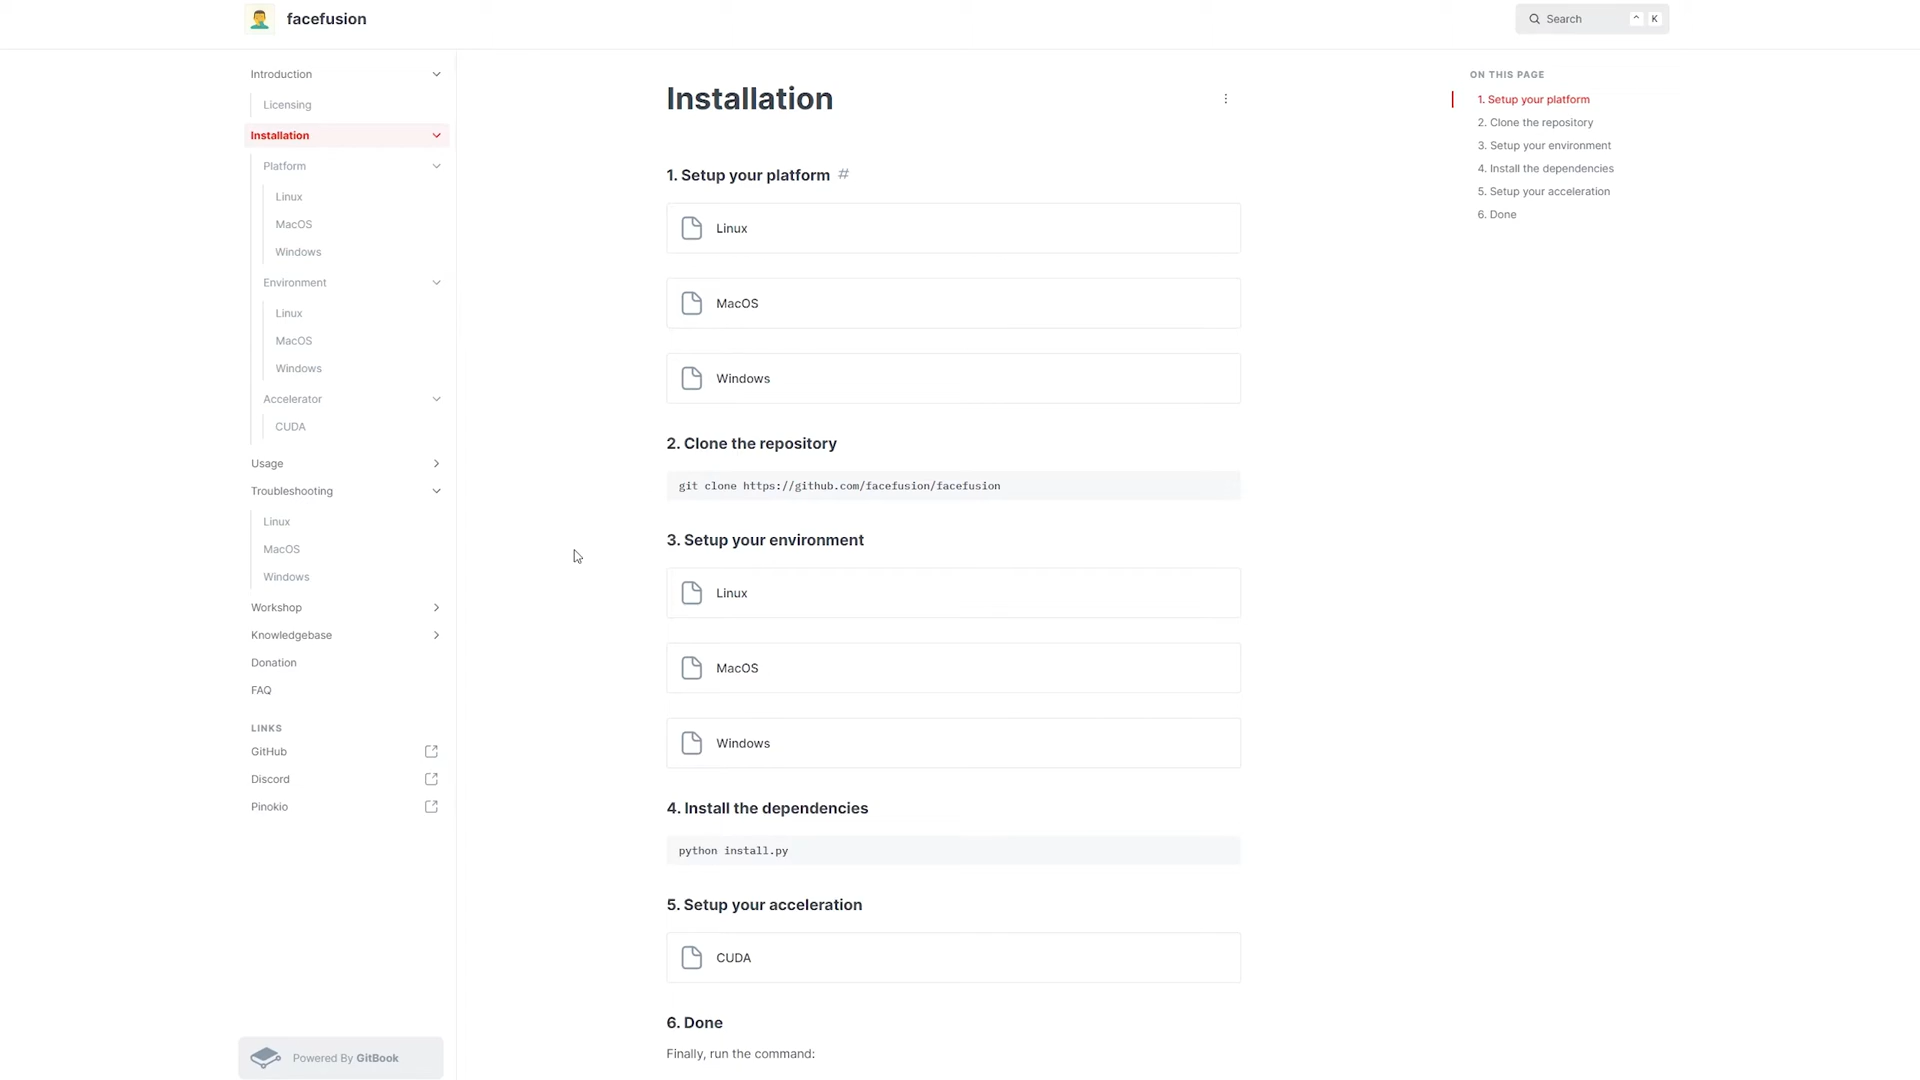 facefusion
Search
^ K
Introduction
Licensing
Installation
Platform
Linux
MacOS
Windows
Environment
Linux
MacOS
Windows
Accelerator
CUDA
Usage
Troubleshooting
Linux
MacOS
Windows
Workshop
Knowledgebase
Donation
FAQ
LINKS
GitHub
Discord
Pinokio
Powered By GitBook
Installation
1. Setup your platform #
Linux
MacOS
Windows
2. Clone the repository
git clone https://github.com/facefusion/facefusion
3. Setup your environment
Linux
MacOS
Windows
4. Install the dependencies
python install.py
5. Setup your acceleration
CUDA
6. Done
Finally, run the command:
ON THIS PAGE
1. Setup your platform
2. Clone the repository
3. Setup your environment
4. Install the dependencies
5. Setup your acceleration
6. Done